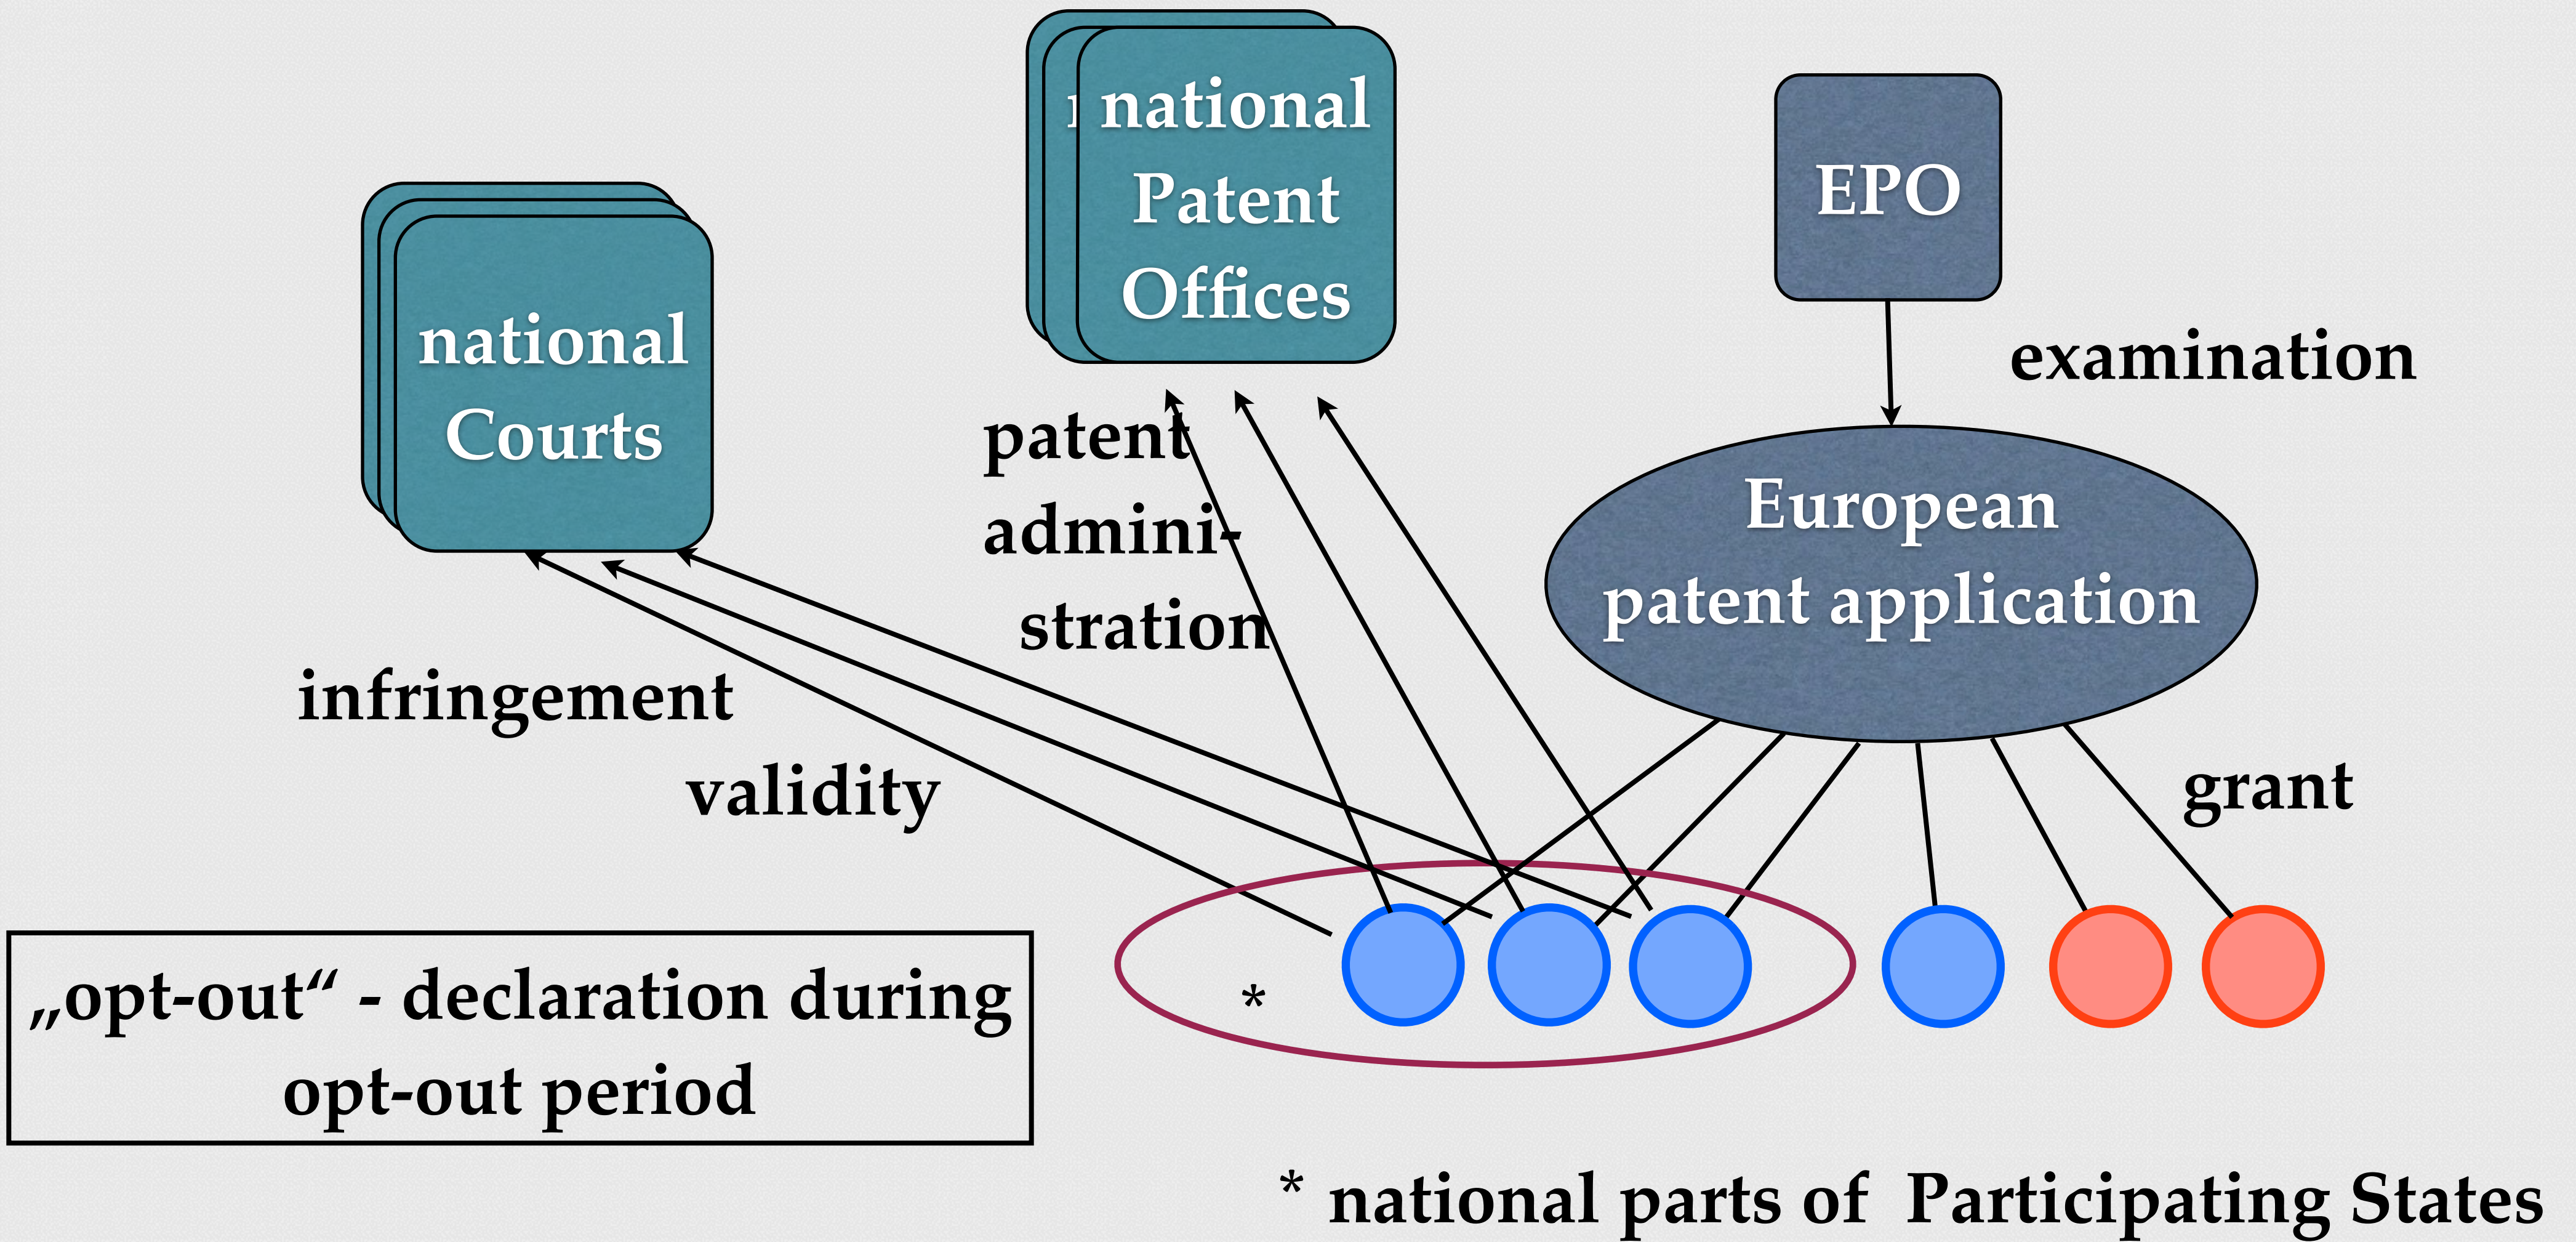 national
Patent
Offices
EPO
national
Courts
examination
patent
admini-
stration
European
patent application
infringement
validity
grant
„opt-out“ - declaration during
opt-out period
*
* national parts of Participating States